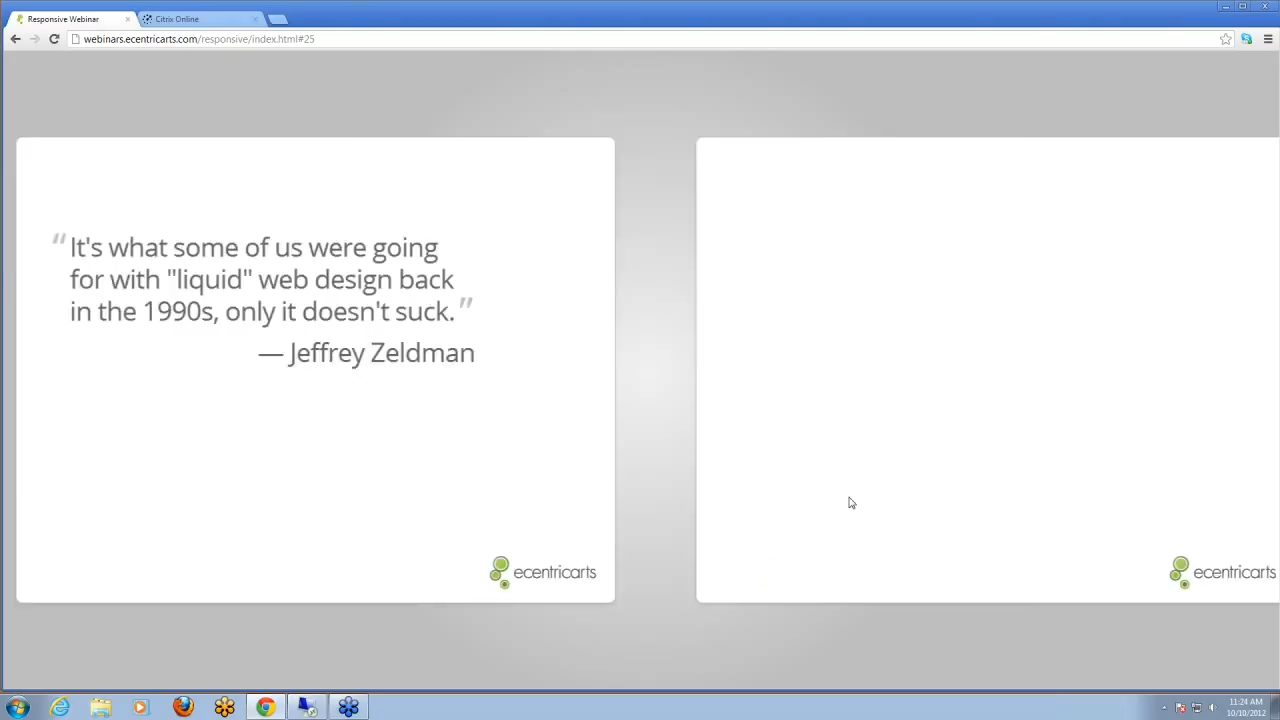 Responsive Webinar
Citrix Online
webinars.ecentricarts.com/responsive/index.html#25
“ It's what some of us were going
for with "liquid" web design back
in the 1990s, only it doesn't suck. ”
— Jeffrey Zeldman
ecentricarts
ecentricarts
11:24 AM
10/10/2012